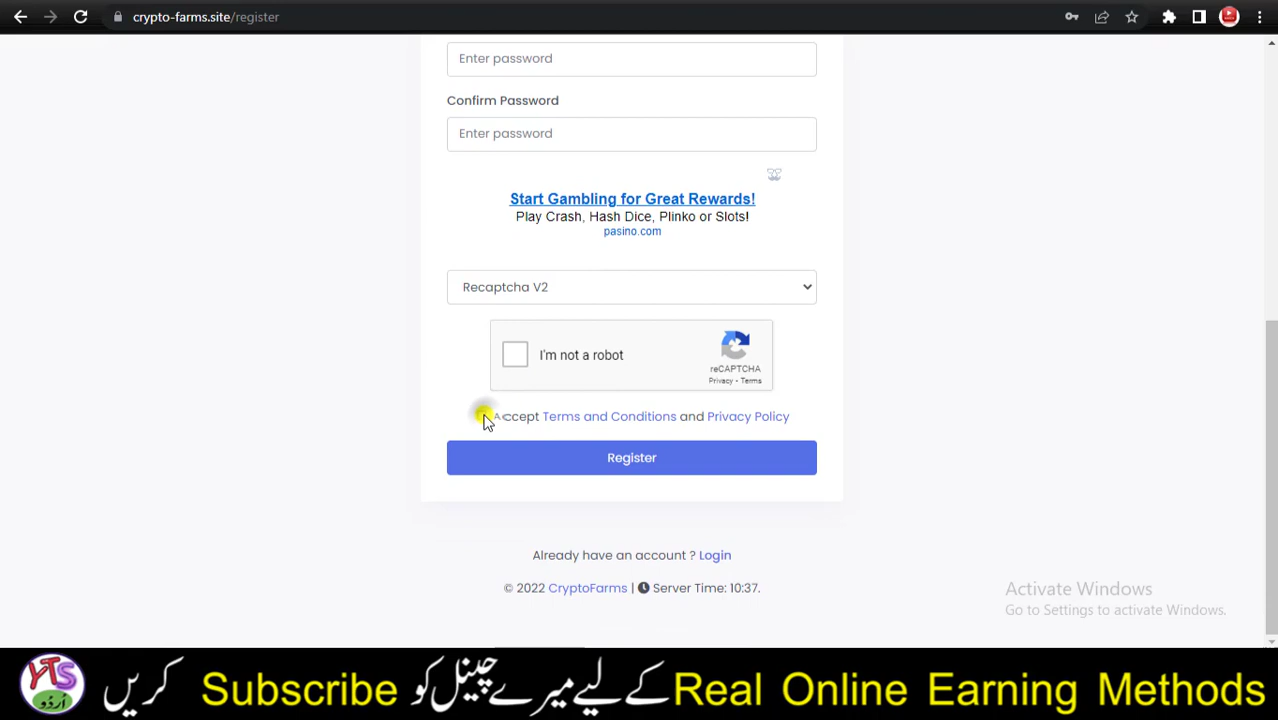 crypto-farms.site/register
Enter password
Confirm Password
Enter password
Start Gambling for Great Rewards!
Play Crash, Hash Dice, Plinko or Slots!
pasino.com
Recaptcha V2
I'm not a robot
reCAPTCHA
Privacy - Terms
Accept Terms and Conditions and Privacy Policy
Register
Already have an account ? Login
© 2022 CryptoFarms | Server Time: 10:37.
Activate Windows
Go to Settings to activate Windows.
YTS
اردو
Real Online Earning Methods کے لیے میرے چینل کو Subscribe کریں